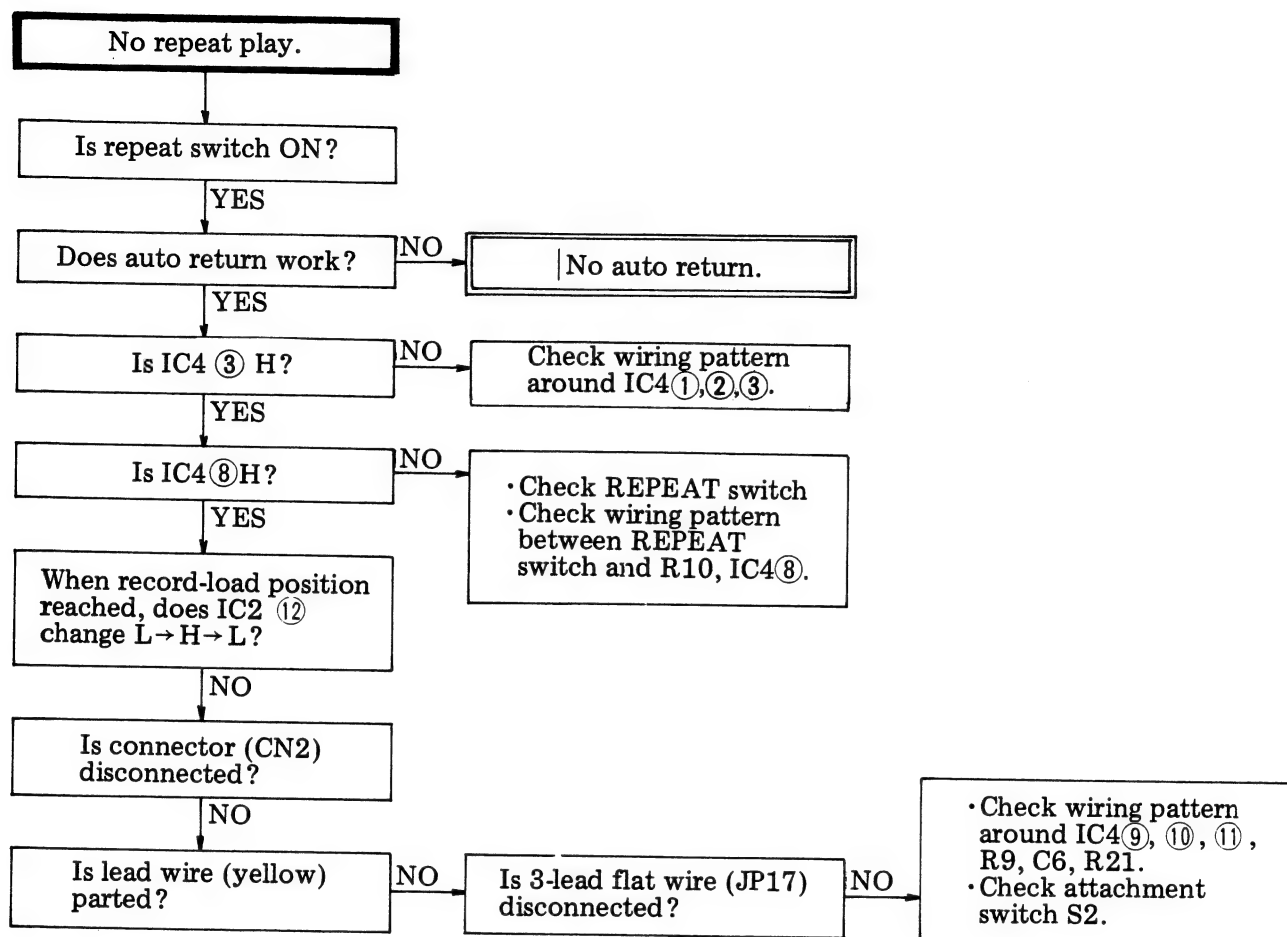 No repeat play.
Is repeat switch ON?
YES
Does auto return work?
NO
No auto return.
YES
Is IC4 ③ H?
NO
Check wiring pattern
around IC4①,②,③.
YES
Is IC4⑧H?
NO
・Check REPEAT switch
・Check wiring pattern
between REPEAT
switch and R10, IC4⑧.
YES
When record-load position
reached, does IC2 ⑫
change L→H→L?
NO
Is connector (CN2)
disconnected?
NO
Is lead wire (yellow)
parted?
NO
Is 3-lead flat wire (JP17)
disconnected?
NO
・Check wiring pattern
around IC4⑨, ⑩, ⑪,
R9, C6, R21.
・Check attachment
switch S2.